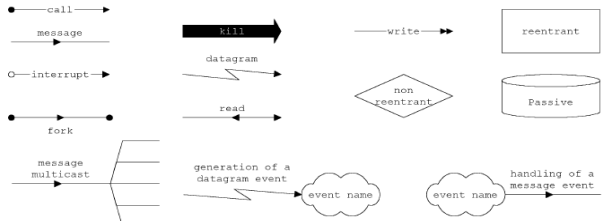 call
message
kill
write
reentrant
interrupt
datagram
non
reentrant
Passive
fork
read
message
multicast
generation of a
datagram event
event name
event name
handling of a
message event